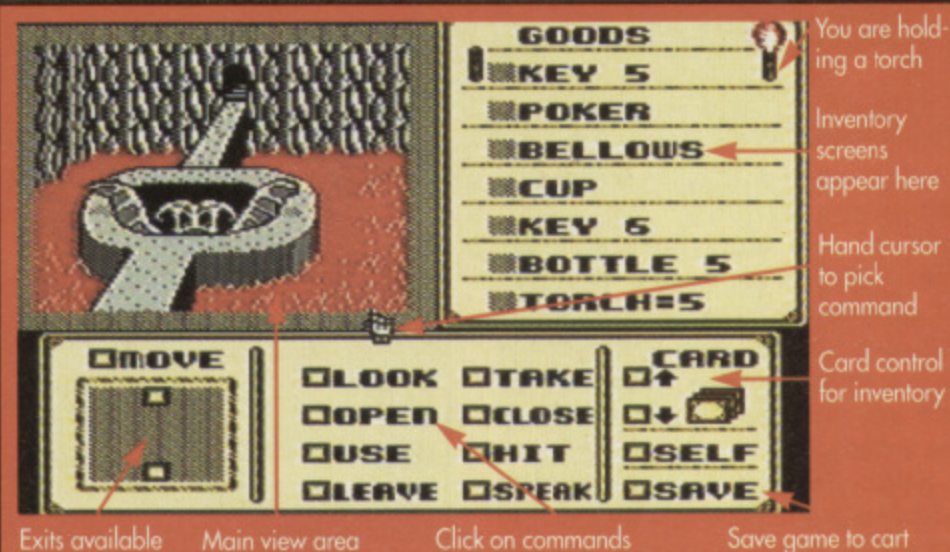 GOODS
KEY 5
POKER
BELLOWS
CUP
KEY 6
BOTTLE 5
TORCH=5
You are hold-
ing a torch
Inventory
screens
appear here
Hand cursor
to pick
command
Card control
for inventory
MOVE
LOOK
TAKE
OPEN
CLOSE
USE
HIT
LEAVE
SPEAK
CARD
SELF
SAVE
Exits available
Main view area
Click on commands
Save game to cart